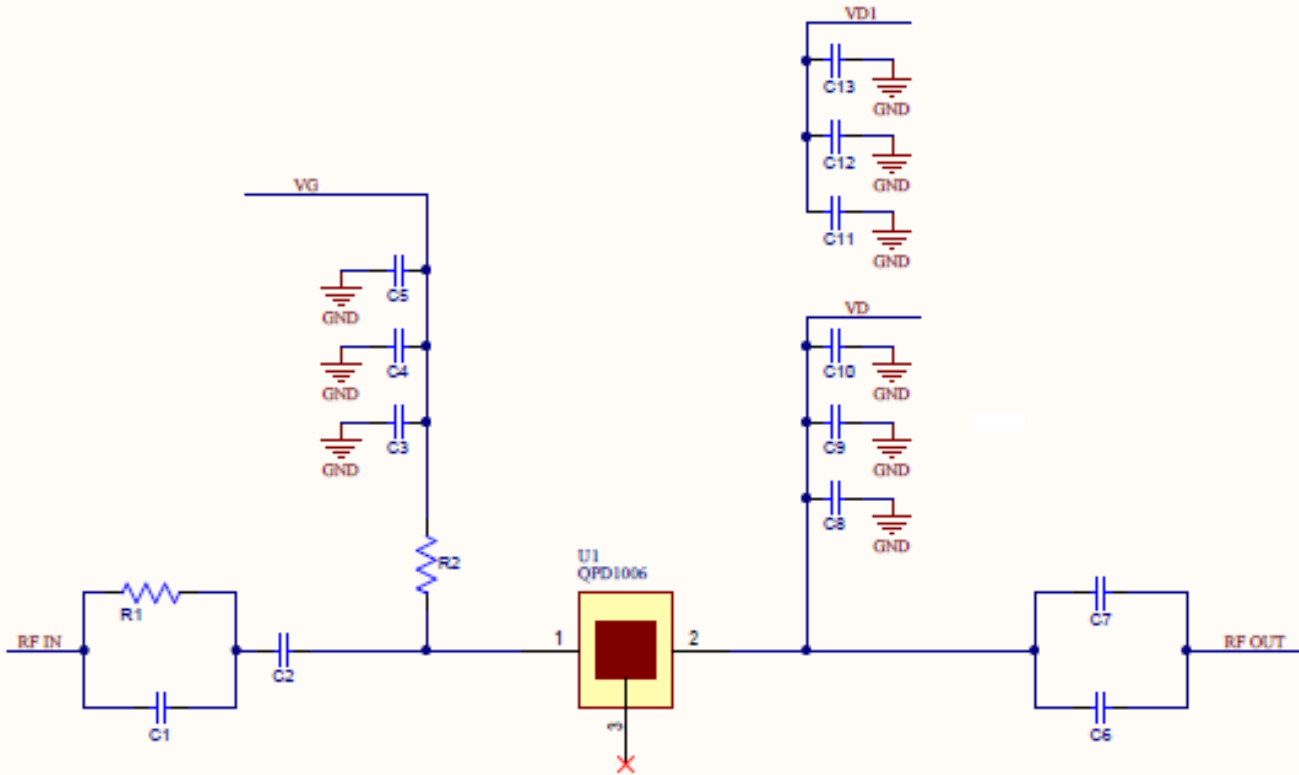 VD1
C13
GND
C12
GND
VG
C11
GND
C5
GND
VD
C4
GND
C10
GND
C3
GND
C9
GND
C8
GND
R2
U1
QPD1006
R1
C7
RF IN
1
2
RF OUT
C2
C1
3
C6